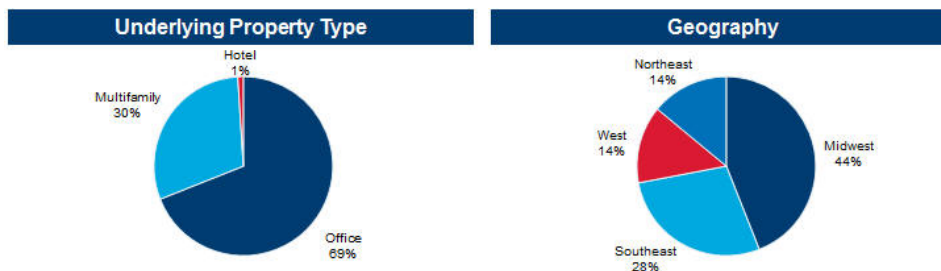 Underlying Property Type
Hotel
1%
Multifamily
30%
Office
69%
Geography
Northeast
14%
West
14%
Midwest
44%
Southeast
28%